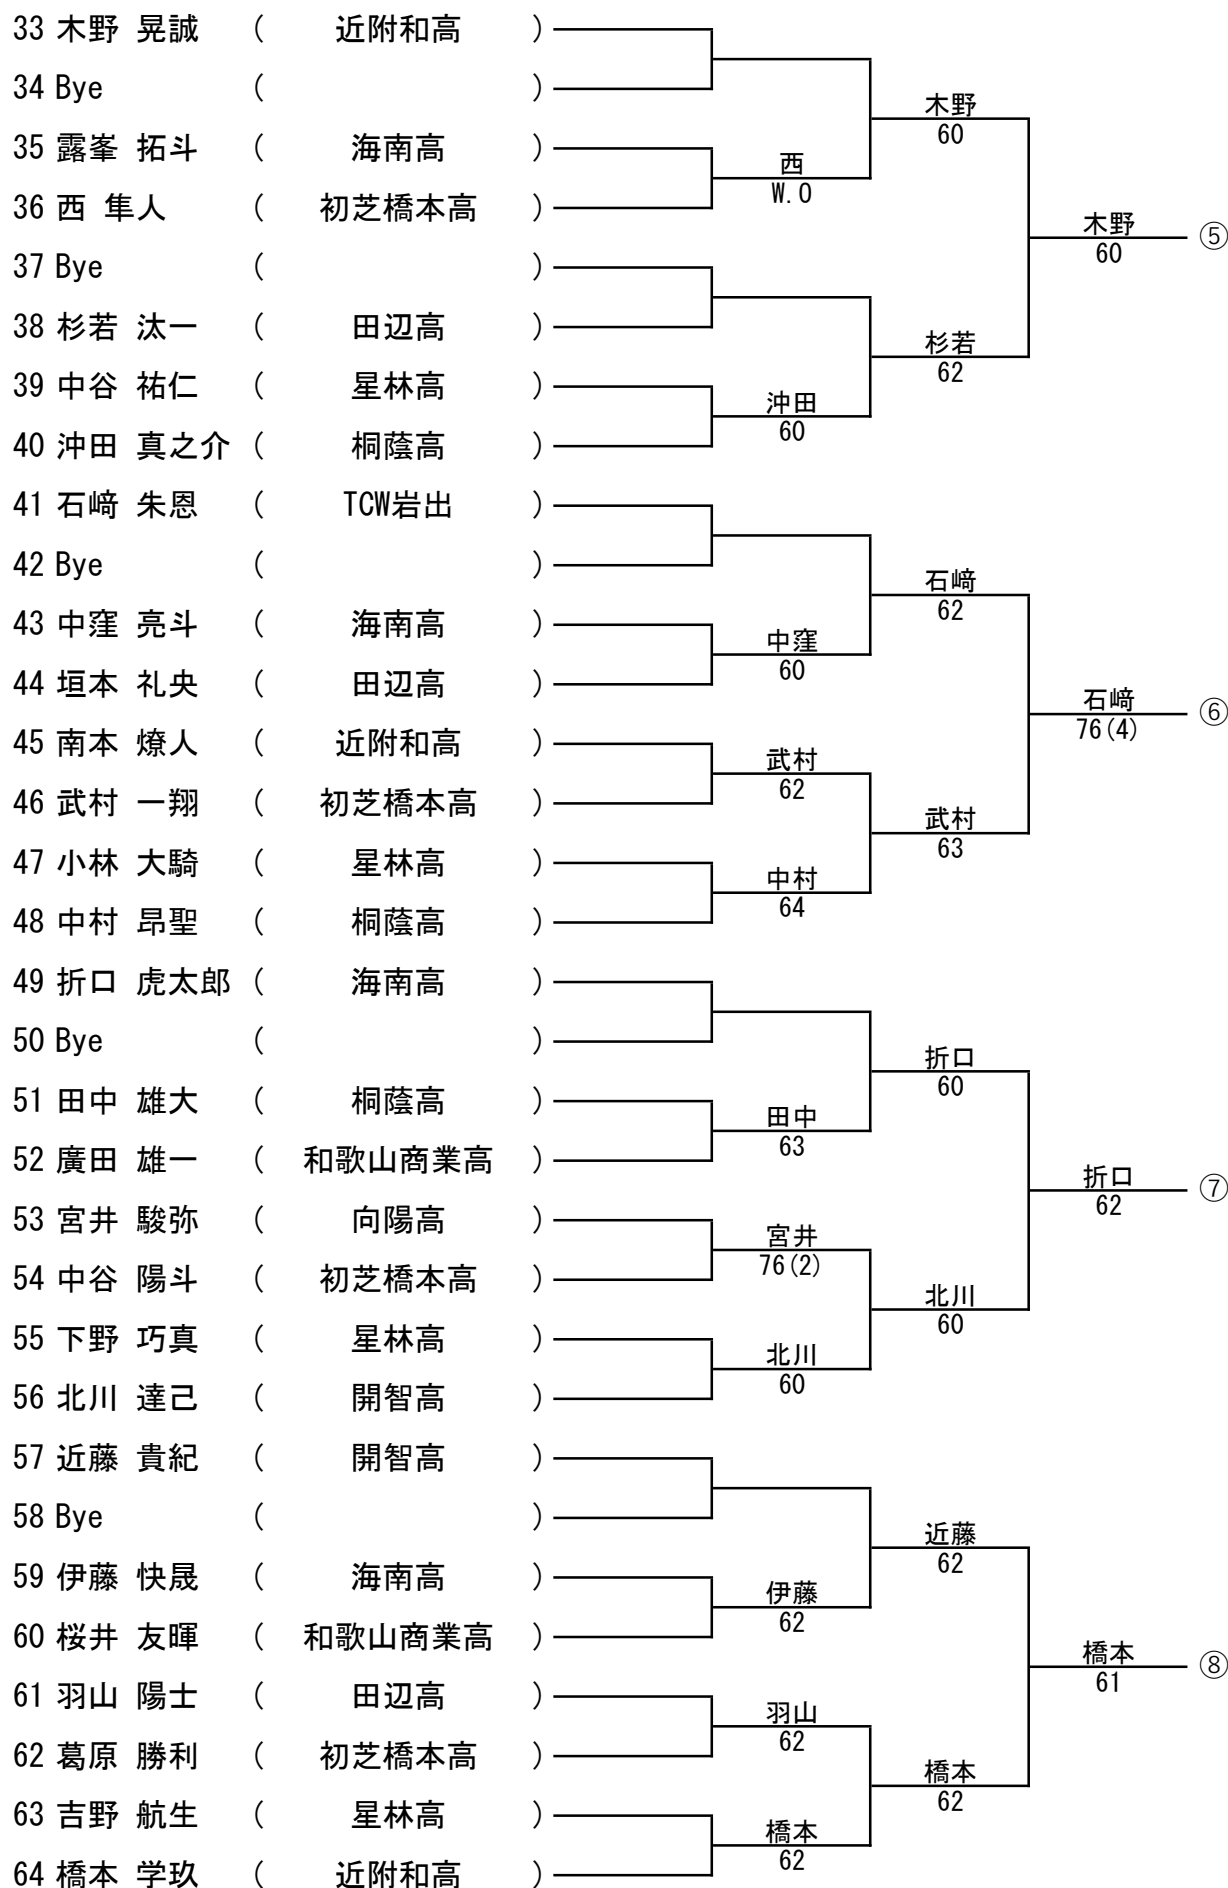 33 木野 晃誠 ( 近附和高 )
34 Bye ( )
木野
60
35 露峯 拓斗 ( 海南高 )
西
W.O
36 西 隼人 ( 初芝橋本高 )
木野 ⑤
60
37 Bye ( )
38 杉若 汰一 ( 田辺高 )
杉若
62
39 中谷 祐仁 ( 星林高 )
沖田
60
40 沖田 真之介 ( 桐蔭高 )
41 石﨑 朱恩 ( TCW岩出 )
42 Bye ( )
石﨑
62
43 中窪 亮斗 ( 海南高 )
中窪
60
44 垣本 礼央 ( 田辺高 )
石﨑 ⑥
76(4)
45 南本 燎人 ( 近附和高 )
武村
62
46 武村 一翔 ( 初芝橋本高 )
武村
63
47 小林 大騎 ( 星林高 )
中村
64
48 中村 昂聖 ( 桐蔭高 )
49 折口 虎太郎 ( 海南高 )
50 Bye ( )
折口
60
51 田中 雄大 ( 桐蔭高 )
田中
63
52 廣田 雄一 ( 和歌山商業高 )
折口 ⑦
62
53 宮井 駿弥 ( 向陽高 )
宮井
76(2)
54 中谷 陽斗 ( 初芝橋本高 )
北川
60
55 下野 巧真 ( 星林高 )
北川
60
56 北川 達己 ( 開智高 )
57 近藤 貴紀 ( 開智高 )
58 Bye ( )
近藤
62
59 伊藤 快晟 ( 海南高 )
伊藤
62
60 桜井 友暉 ( 和歌山商業高 )
橋本 ⑧
61
61 羽山 陽士 ( 田辺高 )
羽山
62
62 葛原 勝利 ( 初芝橋本高 )
橋本
62
63 吉野 航生 ( 星林高 )
橋本
62
64 橋本 学玖 ( 近附和高 )